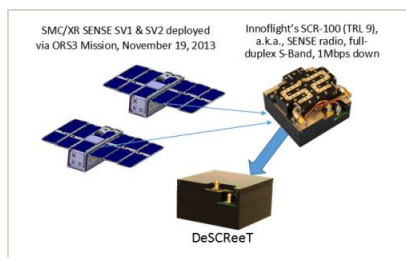 SMC/XR SENSE SV1 & SV2 deployed
via ORS3 Mission, November 19, 2013
Innoflight's SCR-100 (TRL 9),
a.k.a., SENSE radio, full-
duplex S-Band, 1Mbps down
DeSCReeT